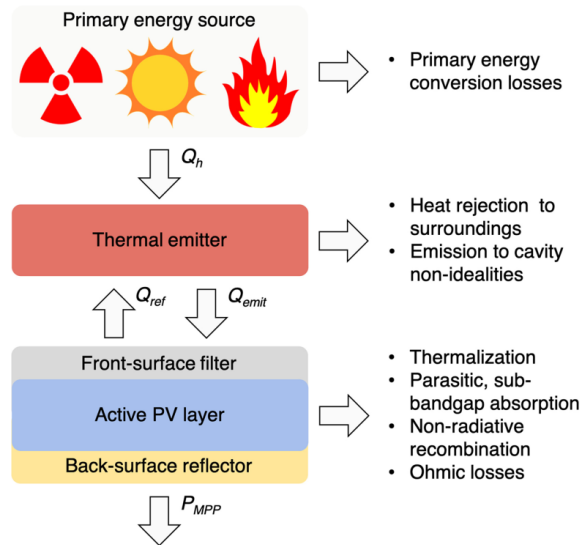 Primary energy source
• Primary energy
conversion losses
Q_h
Thermal emitter
• Heat rejection to
surroundings
• Emission to cavity
non-idealities
Q_ref
Q_emit
Front-surface filter
Active PV layer
Back-surface reflector
• Thermalization
• Parasitic, sub-
bandgap absorption
• Non-radiative
recombination
• Ohmic losses
P_MPP